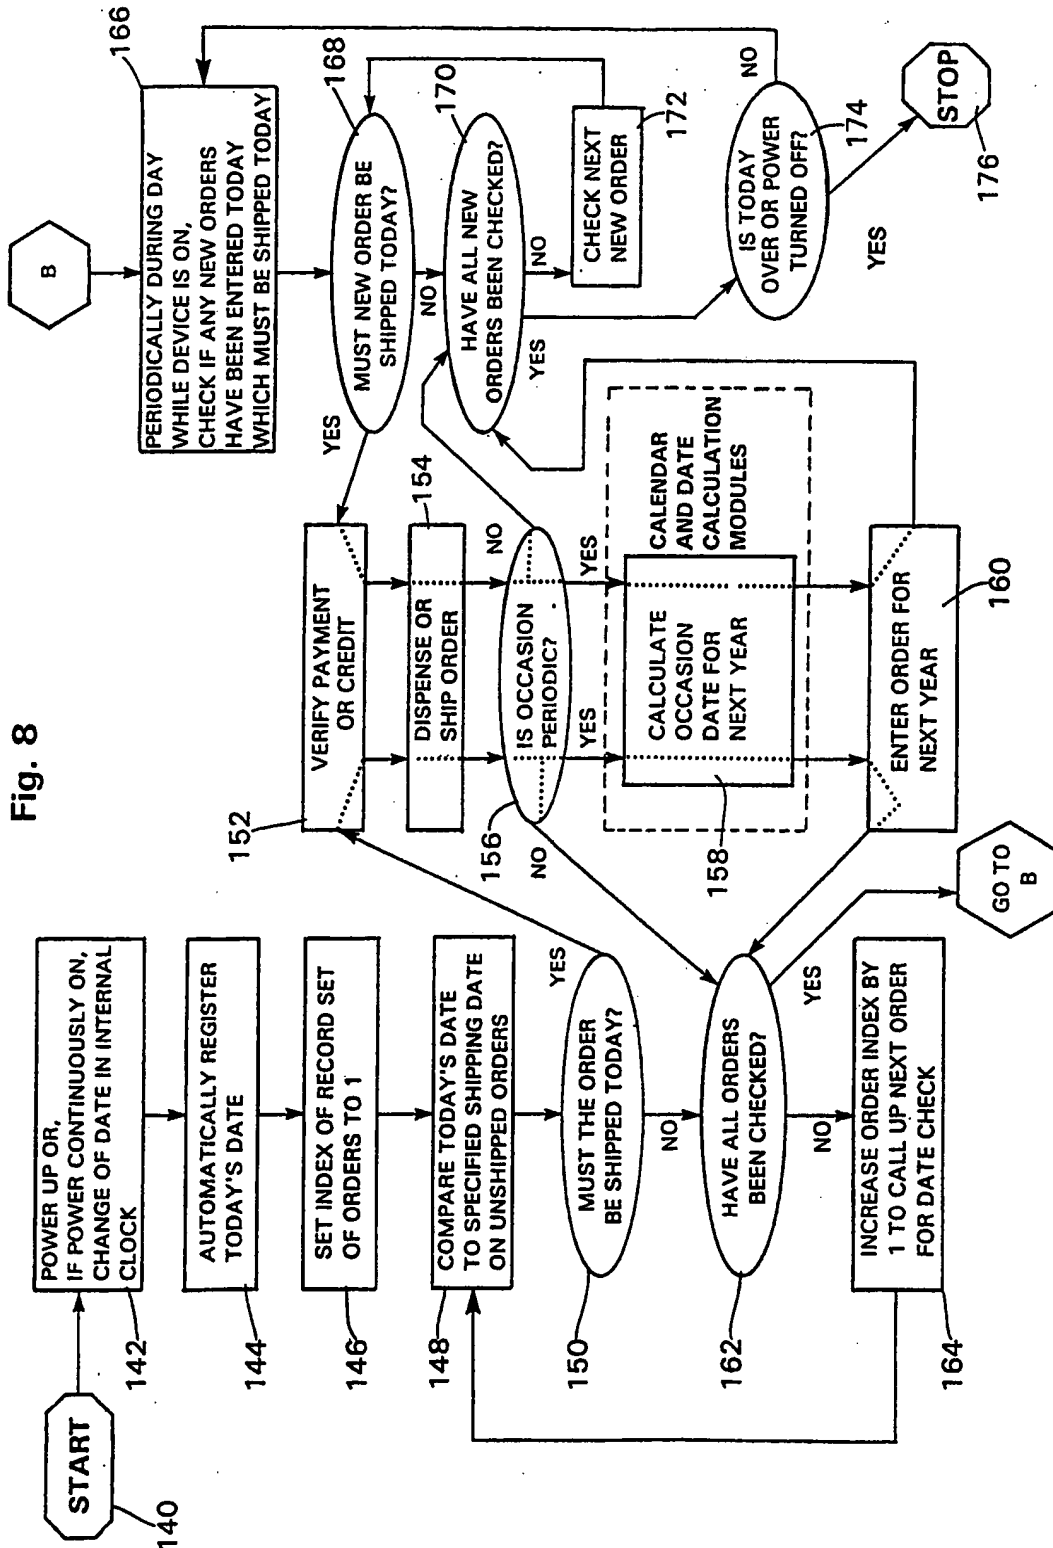 Fig. 8
START
140
POWER UP OR,
IF POWER CONTINUOUSLY ON,
CHANGE OF DATE IN INTERNAL
CLOCK
142
AUTOMATICALLY REGISTER
TODAY'S DATE
144
SET INDEX OF RECORD SET
OF ORDERS TO 1
146
COMPARE TODAY'S DATE
TO SPECIFIED SHIPPING DATE
ON UNSHIPPED ORDERS
148
MUST THE ORDER
BE SHIPPED TODAY?
150
YES
NO
HAVE ALL ORDERS
BEEN CHECKED?
162
YES
NO
INCREASE ORDER INDEX BY
1 TO CALL UP NEXT ORDER
FOR DATE CHECK
164
GO TO
B
VERIFY PAYMENT
OR CREDIT
152
DISPENSE OR
SHIP ORDER
154
IS OCCASION
PERIODIC?
156
NO
NO
YES
YES
CALCULATE
OCCASION
DATE FOR
NEXT YEAR
158
CALENDAR
AND DATE
CALCULATION
MODULES
ENTER ORDER FOR
NEXT YEAR
160
B
PERIODICALLY DURING DAY
WHILE DEVICE IS ON,
CHECK IF ANY NEW ORDERS
HAVE BEEN ENTERED TODAY
WHICH MUST BE SHIPPED TODAY
166
MUST NEW ORDER BE
SHIPPED TODAY?
168
YES
NO
HAVE ALL NEW
ORDERS BEEN CHECKED?
170
YES
NO
CHECK NEXT
NEW ORDER
172
IS TODAY
OVER OR POWER
TURNED OFF?
174
NO
YES
STOP
176